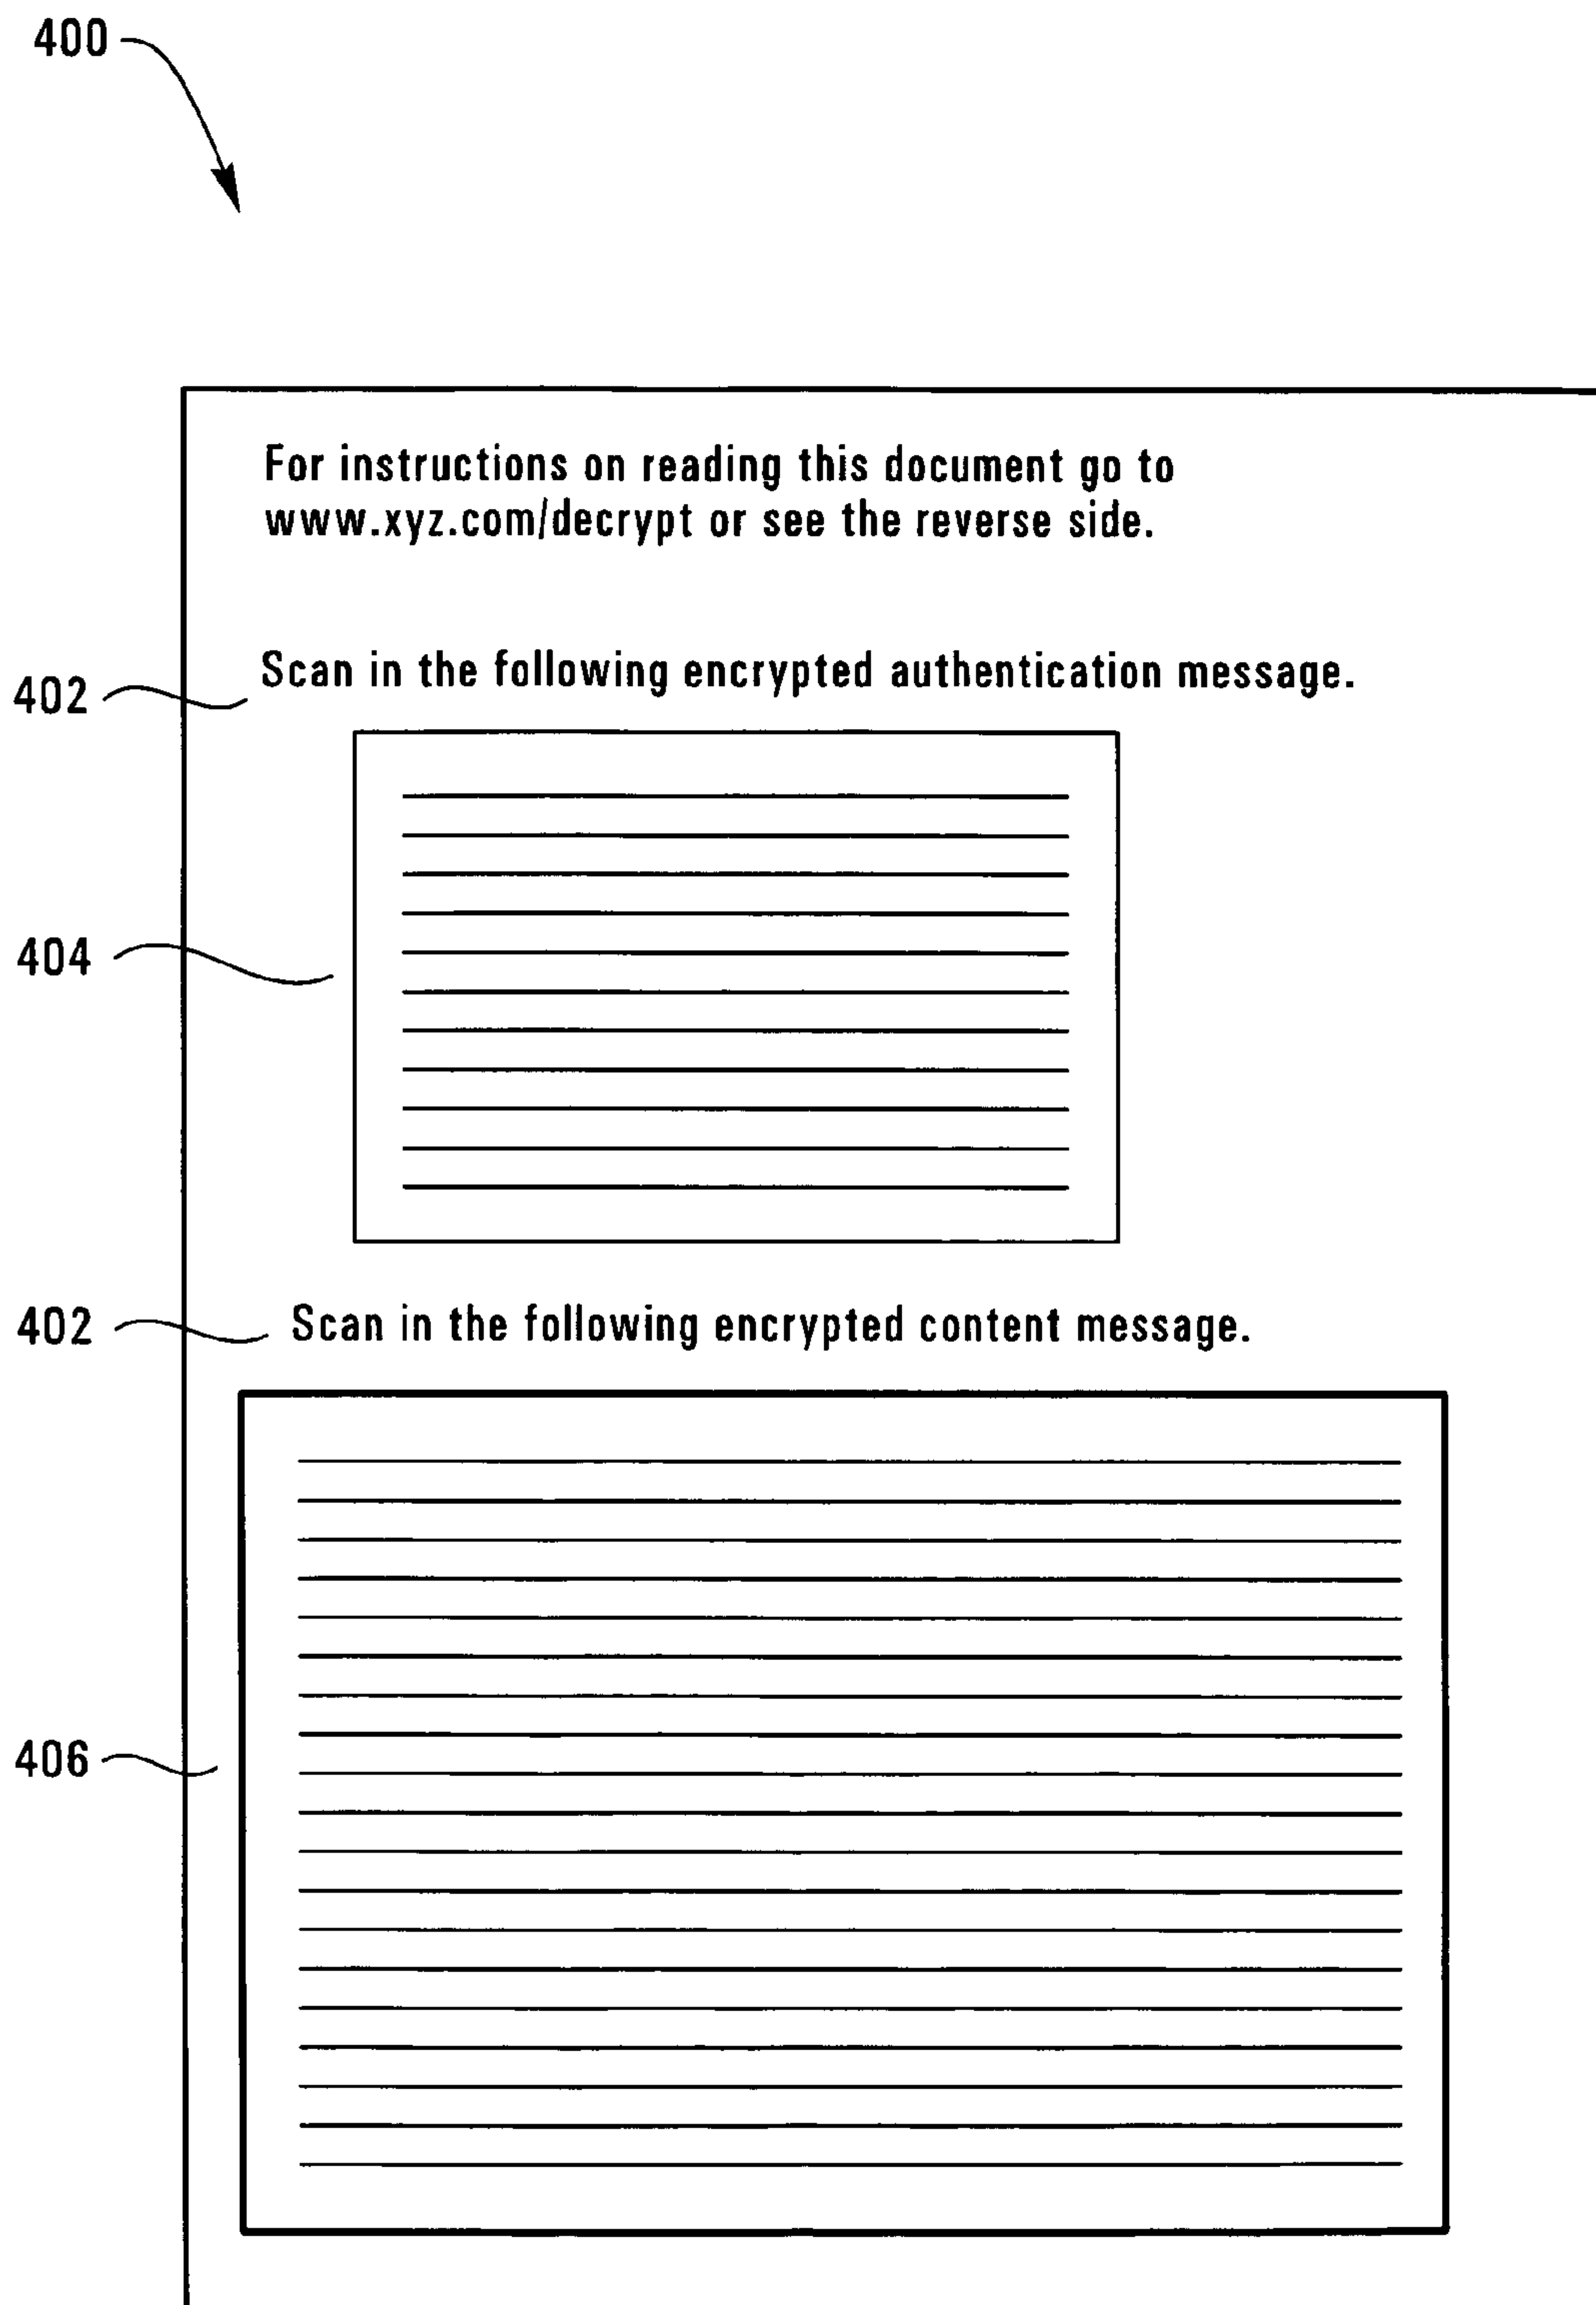 400
For instructions on reading this document go to
www.xyz.com/decrypt or see the reverse side.
402 Scan in the following encrypted authentication message.
404
402 Scan in the following encrypted content message.
406